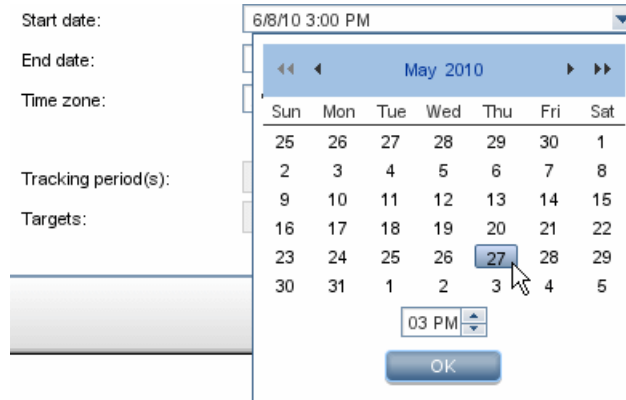 Start date: 6/8/10 3:00 PM
End date:
May 2010
Time zone:
Sun Mon Tue Wed Thu Fri Sat
25 26 27 28 29 30 1
2 3 4 5 6 7 8
Tracking period(s):
9 10 11 12 13 14 15
Targets:
16 17 18 19 20 21 22
23 24 25 26 27 28 29
30 31 1 2 3 4 5
03 PM
OK